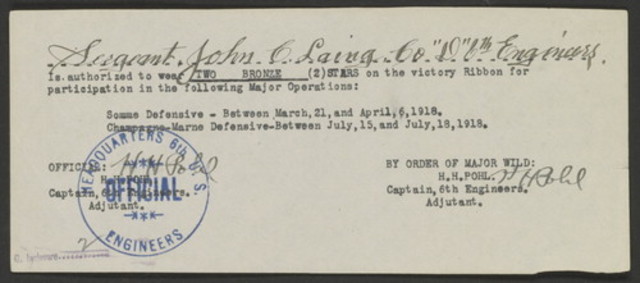 Sergeant, John C. Laing, Co "D" 6th Engineers,
Is authorized to wear TWO BRONZE (2)STARS on the victory Ribbon for
participation in the following Major Operations:
Somme Defensive - Between March,21,and April,6,1918.
Champagne-Marne Defensive-Between July,15,and July,18,1918.
OFFICIAL: H H Pohl
H.H.POHL.
Captain, 6th Engineers.
Adjutant.
HEADQUARTERS 6th U.S.
OFFICIAL
ENGINEERS
BY ORDER OF MAJOR WILD:
H.H.POHL. H H Pohl
Captain, 6th Engineers.
Adjutant.